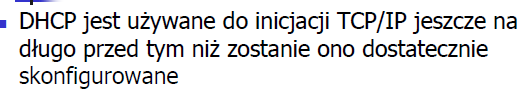 DHCP jest używane do inicjacji TCP/IP jeszcze na
długo przed tym niż zostanie ono dostatecznie
skonfigurowane